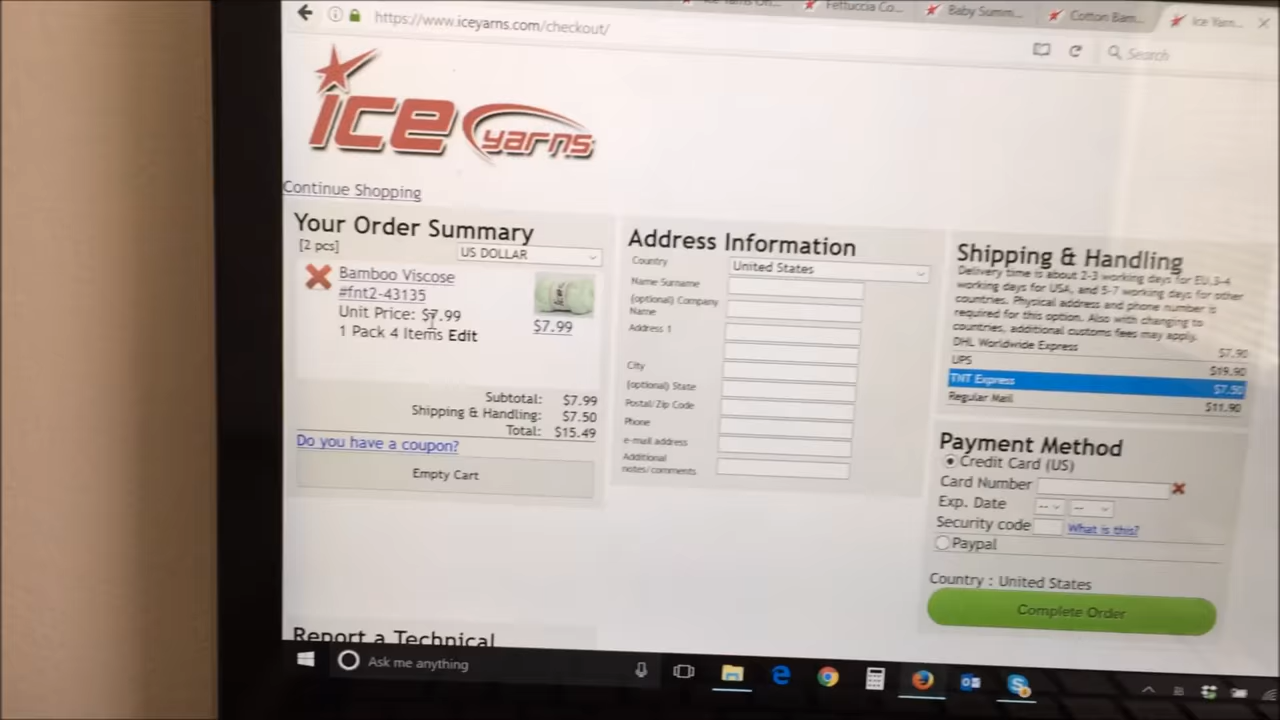 Ice Yarns On...
Fettuccia Co...
Baby Summ...
Cotton Bam...
Ice Yarn...
https://www.iceyarns.com/checkout/
Search
ice yarns
Continue Shopping
Your Order Summary
[2 pcs]
US DOLLAR
Bamboo Viscose
#fnt2-43135
Unit Price: $7.99
1 Pack 4 Items Edit
$7.99
Subtotal: $7.99
Shipping & Handling: $7.50
Total: $15.49
Do you have a coupon?
Empty Cart
Report a Technical
Address Information
Country
United States
Name Surname
(optional) Company
Name
Address 1
City
(optional) State
Postal/Zip Code
Phone
e-mail address
Additional
notes/comments
Shipping & Handling
Delivery time is about 2-3 working days for EU,3-4
working days for USA, and 5-7 working days for other
countries. Physical address and phone number is
required for this option. Also with changing to
countries, additional customs fees may apply.
DHL Worldwide Express $7.90
UPS $19.90
TNT Express $7.50
Regular Mail $11.90
Payment Method
Credit Card (US)
Card Number
Exp. Date -- --
Security code What is this?
Paypal
Country : United States
Complete Order
Ask me anything